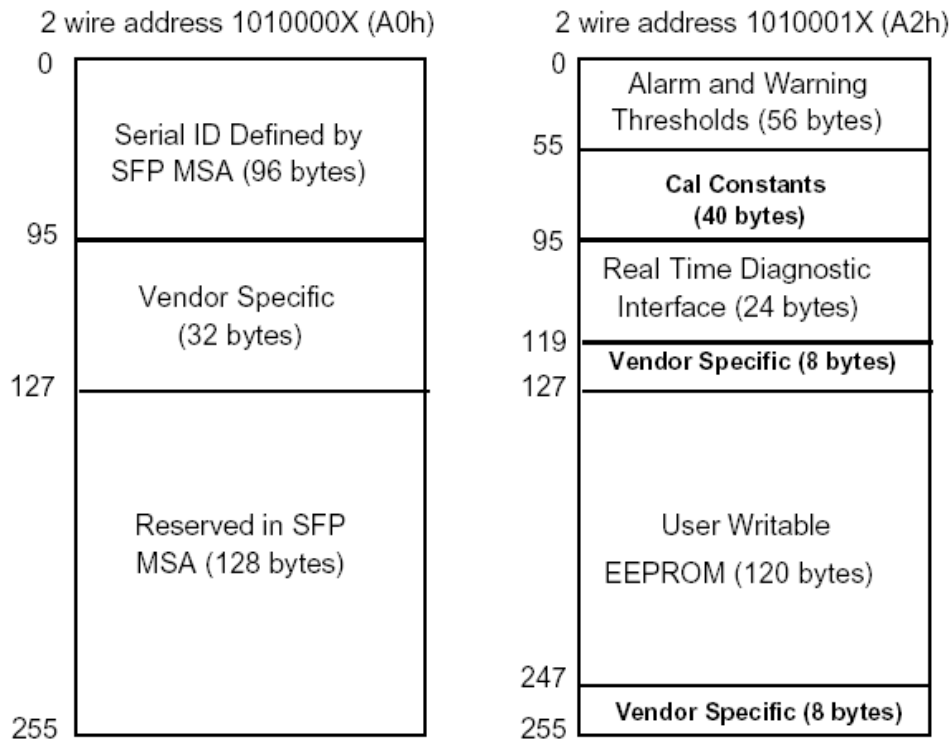 2 wire address 1010000X (A0h)
0
Serial ID Defined by
SFP MSA (96 bytes)
95
Vendor Specific
(32 bytes)
127
Reserved in SFP
MSA (128 bytes)
255
2 wire address 1010001X (A2h)
0
Alarm and Warning
Thresholds (56 bytes)
55
Cal Constants
(40 bytes)
95
Real Time Diagnostic
Interface (24 bytes)
119
Vendor Specific (8 bytes)
127
User Writable
EEPROM (120 bytes)
247
Vendor Specific (8 bytes)
255